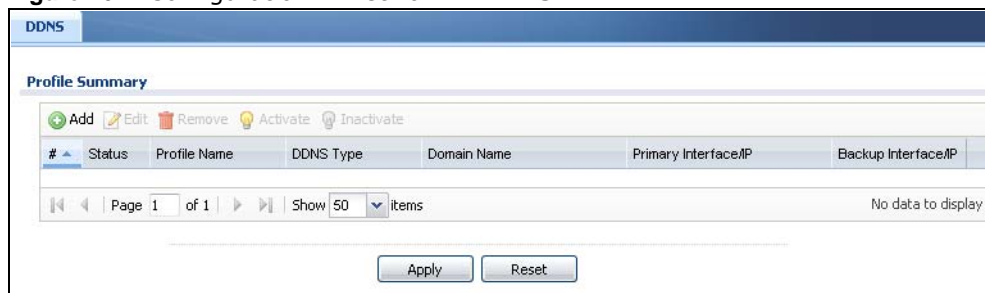 DDNS
Profile Summary
Add Edit Remove Activate Inactivate
# Status Profile Name DDNS Type Domain Name Primary Interface/IP Backup Interface/IP
Page 1 of 1 Show 50 items No data to display
Apply Reset